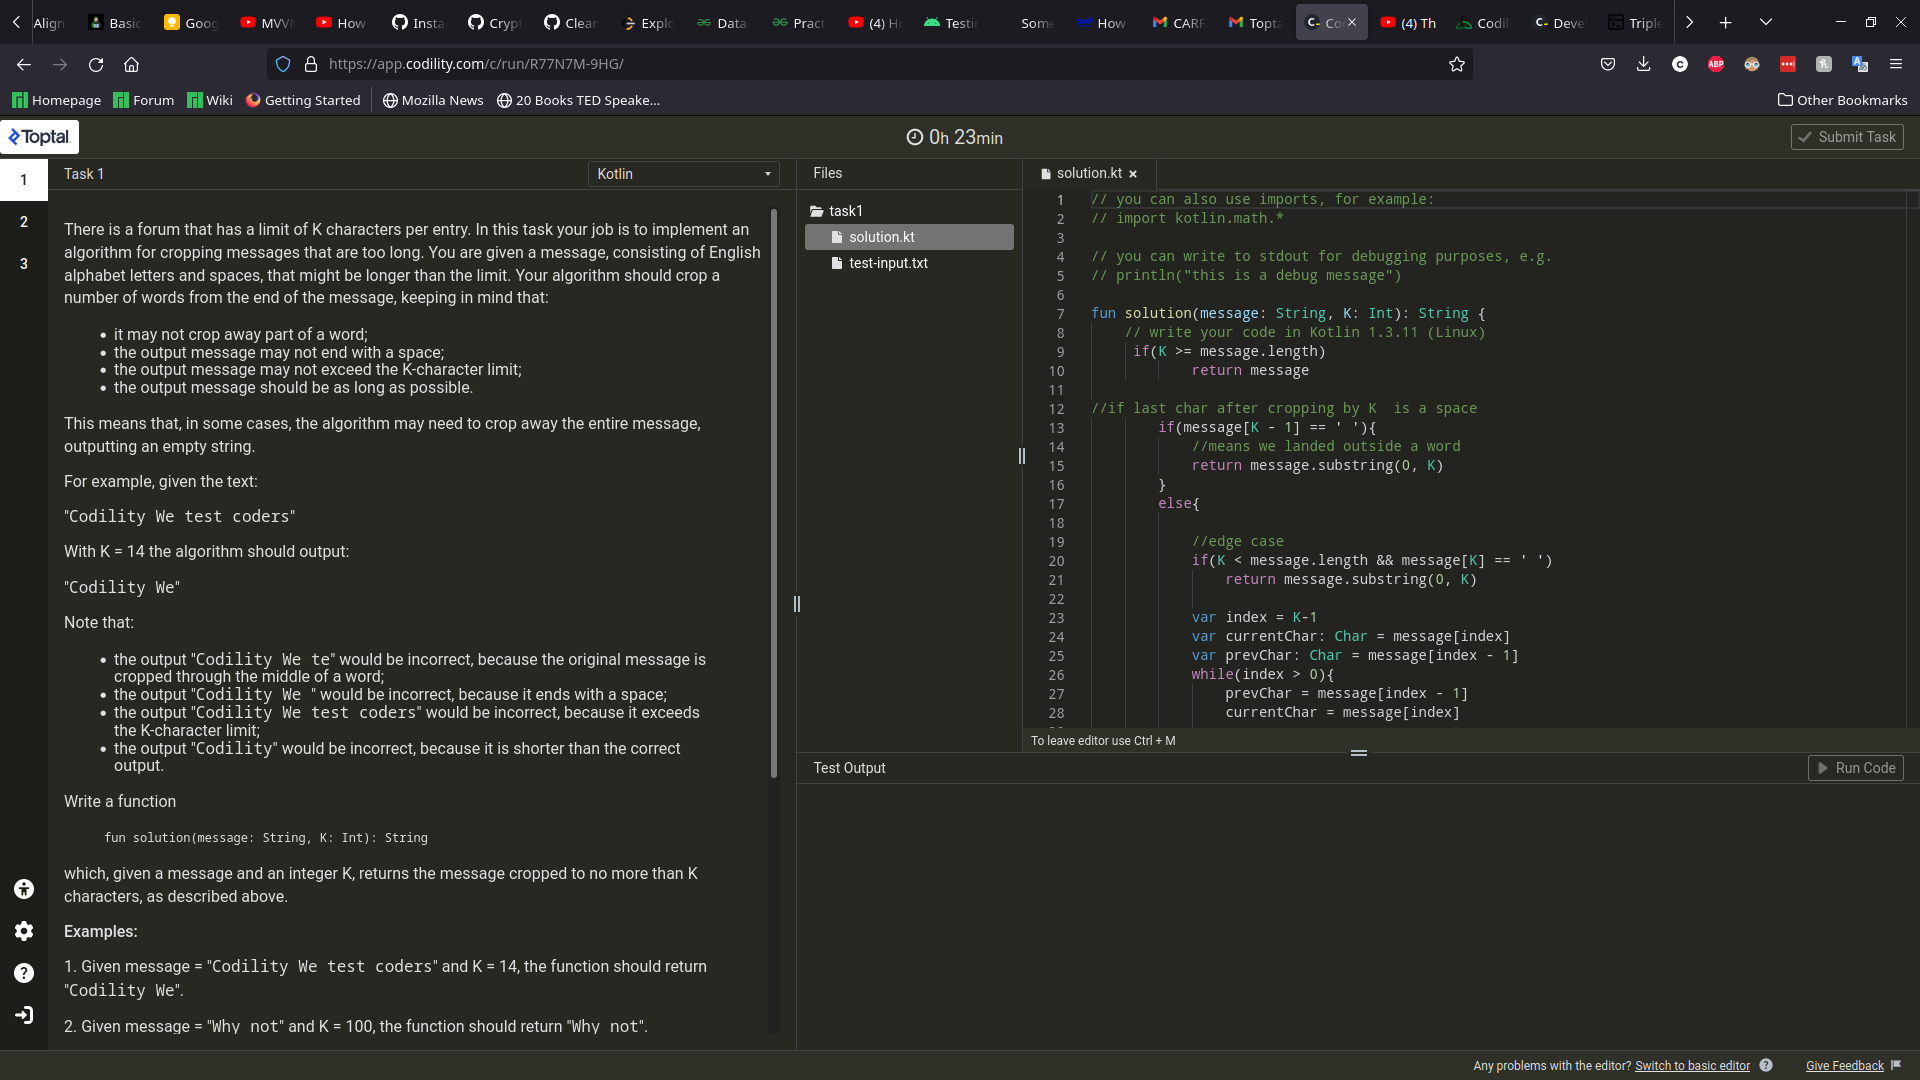 Align
Basic
Goog
MVVM
How
Insta
Crypt
Clear
Explo
Data
Pract
(4) H
Testin
Some
How
CARF
Topta
Co
(4) Th
Codil
Deve
Triple
https://app.codility.com/c/run/R77N7M-9HG/
Homepage
Forum
Wiki
Getting Started
Mozilla News
20 Books TED Speake...
Other Bookmarks
Toptal
0h 23min
Submit Task
1
2
3
Task 1
Kotlin
There is a forum that has a limit of K characters per entry. In this task your job is to implement an
algorithm for cropping messages that are too long. You are given a message, consisting of English
alphabet letters and spaces, that might be longer than the limit. Your algorithm should crop a
number of words from the end of the message, keeping in mind that:
• it may not crop away part of a word;
• the output message may not end with a space;
• the output message may not exceed the K-character limit;
• the output message should be as long as possible.
This means that, in some cases, the algorithm may need to crop away the entire message,
outputting an empty string.
For example, given the text:
"Codility We test coders"
With K = 14 the algorithm should output:
"Codility We"
Note that:
• the output "Codility We te" would be incorrect, because the original message is
cropped through the middle of a word;
• the output "Codility We " would be incorrect, because it ends with a space;
• the output "Codility We test coders" would be incorrect, because it exceeds
the K-character limit;
• the output "Codility" would be incorrect, because it is shorter than the correct
output.
Write a function
fun solution(message: String, K: Int): String
which, given a message and an integer K, returns the message cropped to no more than K
characters, as described above.
Examples:
1. Given message = "Codility We test coders" and K = 14, the function should return
"Codility We".
2. Given message = "Why not" and K = 100, the function should return "Why not".
Files
task1
solution.kt
test-input.txt
solution.kt
1 // you can also use imports, for example:
2 // import kotlin.math.*
3
4 // you can write to stdout for debugging purposes, e.g.
5 // println("this is a debug message")
6
7 fun solution(message: String, K: Int): String {
8 // write your code in Kotlin 1.3.11 (Linux)
9 if(K >= message.length)
10 return message
11
12 //if last char after cropping by K  is a space
13 if(message[K - 1] == ' '){
14 //means we landed outside a word
15 return message.substring(0, K)
16 }
17 else{
18
19 //edge case
20 if(K < message.length && message[K] == ' ')
21 return message.substring(0, K)
22
23 var index = K-1
24 var currentChar: Char = message[index]
25 var prevChar: Char = message[index - 1]
26 while(index > 0){
27 prevChar = message[index - 1]
28 currentChar = message[index]
To leave editor use Ctrl + M
Test Output
Run Code
Any problems with the editor? Switch to basic editor
Give Feedback